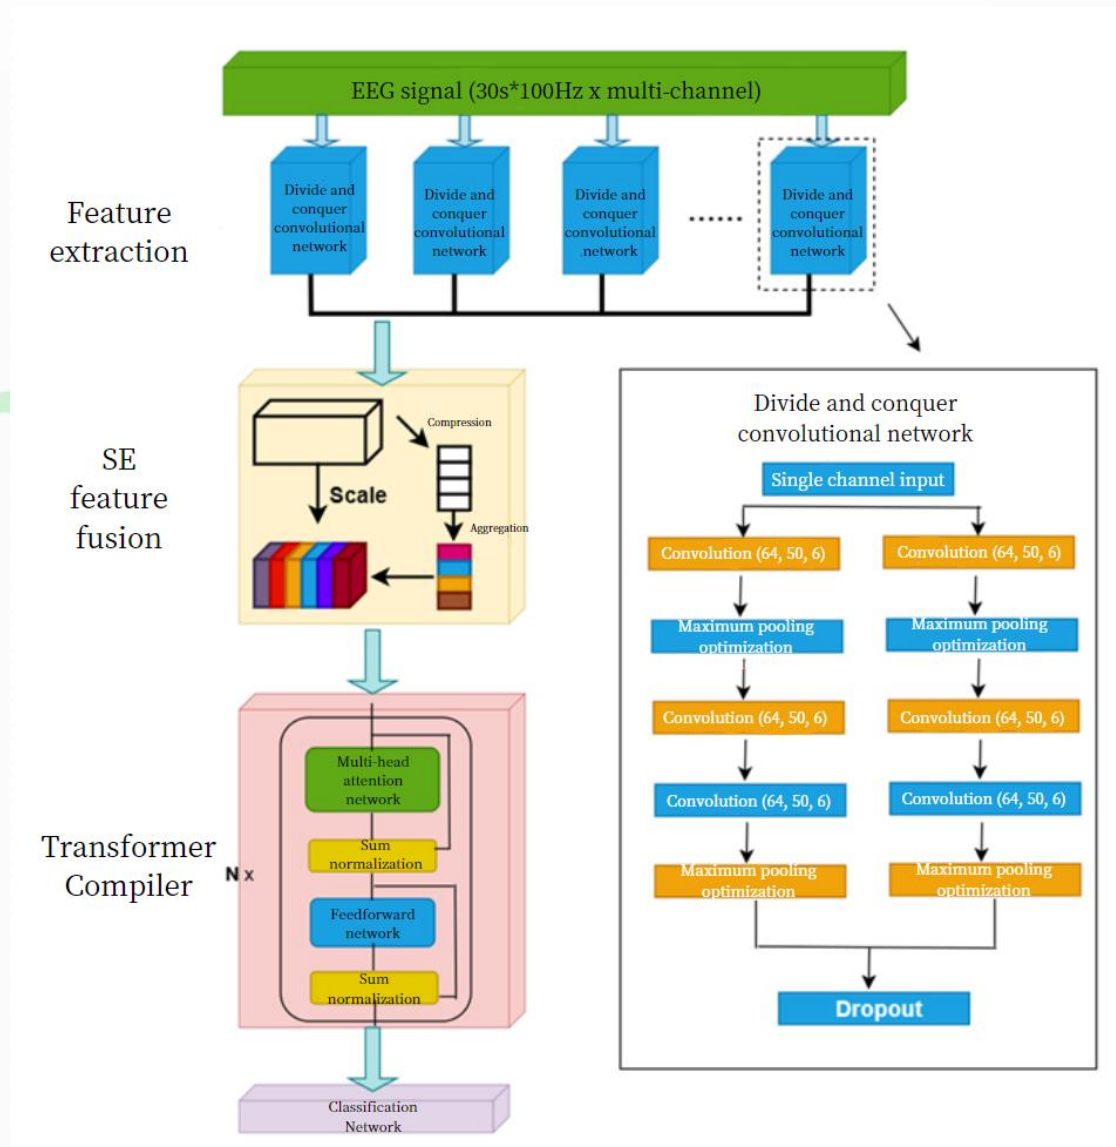 EEG signal (30s*100Hz x multi-channel)
Feature
extraction
Divide and
conquer
convolutional
network
Divide and
conquer
convolutional
network
Divide and
conquer
convolutional
.network
......
Divide and
conquer
convolutional
network
SE
feature
fusion
Compression
Scale
Aggregation
Transformer
Compiler
N x
Multi-head
attention
network
Sum
normalization
Feedforward
network
Sum
normalization
Classification
Network
Divide and conquer
convolutional network
Single channel input
Convolution (64, 50, 6)
Maximum pooling
optimization
Convolution (64, 50, 6)
Convolution (64, 50, 6)
Maximum pooling
optimization
Convolution (64, 50, 6)
Maximum pooling
optimization
Convolution (64, 50, 6)
Convolution (64, 50, 6)
Maximum pooling
optimization
Dropout